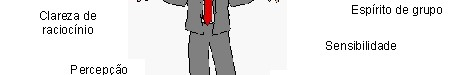 Clareza de
raciocínio
Espírito de grupo
Sensibilidade
Percepção